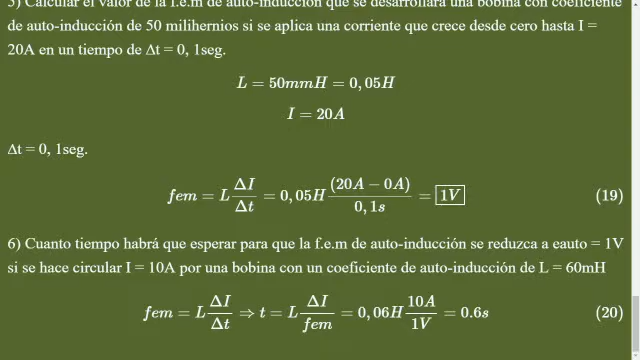 5) Calcular el valor de la f.e.m de auto-inducción que se desarrollará una bobina con coeficiente
de auto-inducción de 50 milihernios si se aplica una corriente que crece desde cero hasta I =
20A en un tiempo de Δt = 0, 1seg.
L = 50mmH = 0,05H
I = 20A
Δt = 0, 1seg.
fem = L ΔI/Δt = 0,05H (20A − 0A)/0,1s = 1V (19)
6) Cuanto tiempo habrá que esperar para que la f.e.m de auto-inducción se reduzca a eauto = 1V
si se hace circular I = 10A por una bobina con un coeficiente de auto-inducción de L = 60mH
fem = L ΔI/Δt ⇒ t = L ΔI/fem = 0,06H 10A/1V = 0.6s (20)